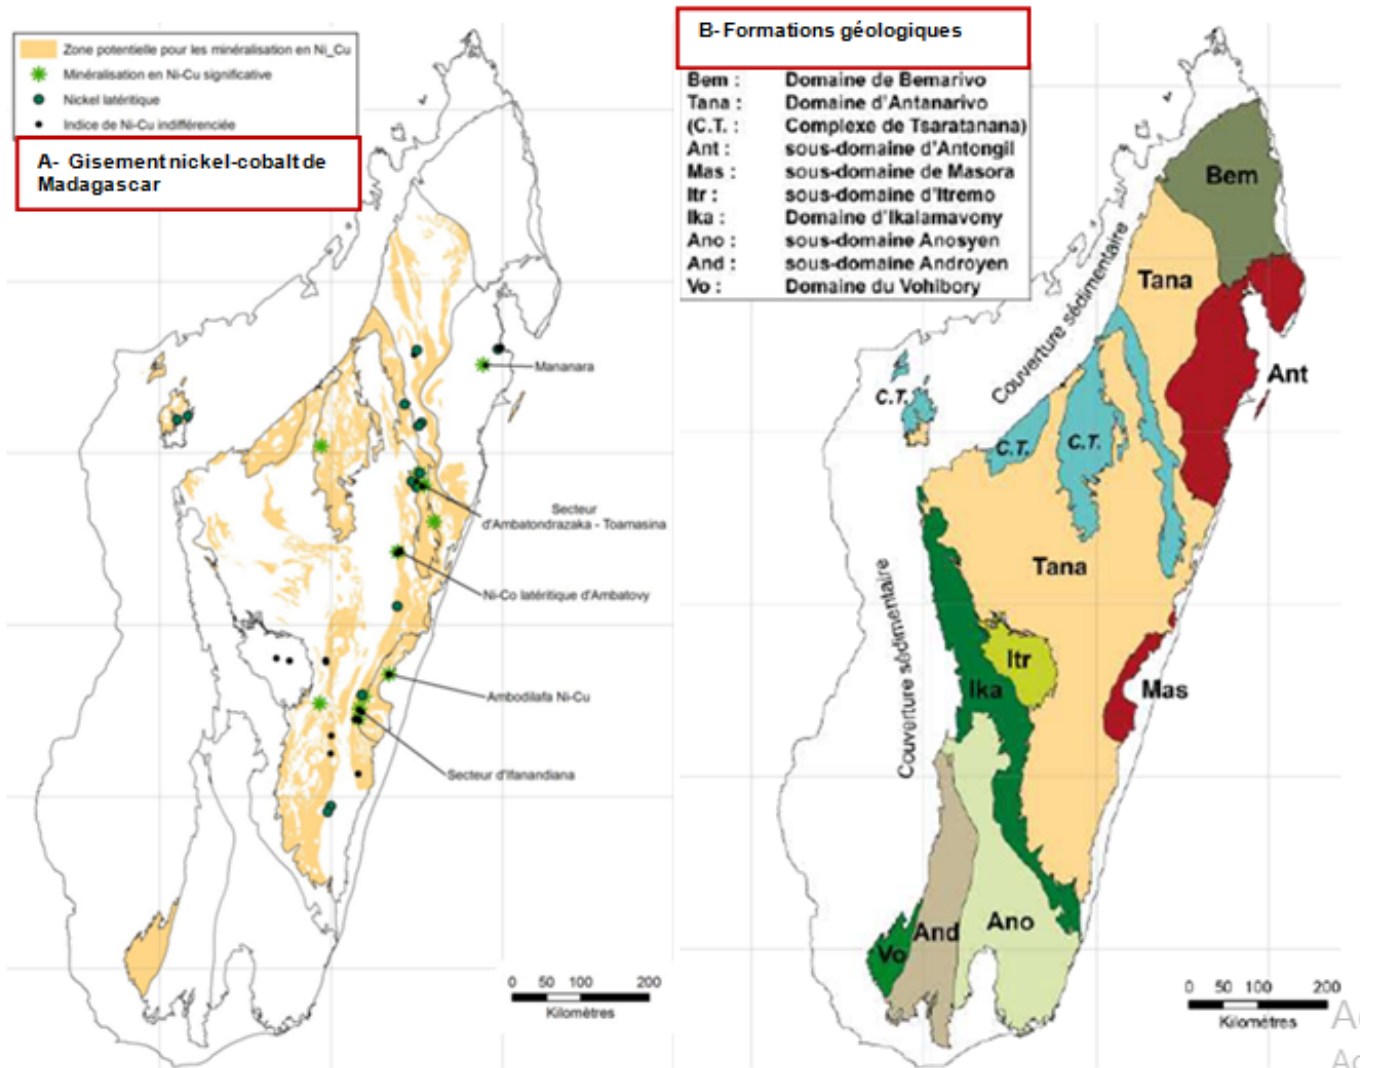 Zone potentielle pour les minéralisation en Ni_Cu
Minéralisation en Ni-Cu significative
Nickel latéritique
Indice de Ni-Cu indifférenciée
A- Gisement nickel-cobalt de
Madagascar
Mananara
Secteur
d'Ambatondrazaka - Toamasina
Ni-Co latéritique d'Ambatovy
Ambodilafa Ni-Cu
Secteur d'Ifanandiana
0 50 100 200
Kilomètres
B- Formations géologiques
Bem : Domaine de Bemarivo
Tana : Domaine d'Antanarivo
(C.T. : Complexe de Tsaratanana)
Ant : sous-domaine d'Antongil
Mas : sous-domaine de Masora
Itr : sous-domaine d'Itremo
Ika : Domaine d'Ikalamavony
Ano : sous-domaine Anosyen
And : sous-domaine Androyen
Vo : Domaine du Vohibory
Bem
Tana
Couverture sédimentaire
Ant
C.T.
C.T.
C.T.
Tana
Couverture sédimentaire
Itr
Ika
Mas
Ano
And
Vo
0 50 100 200
Kilomètres